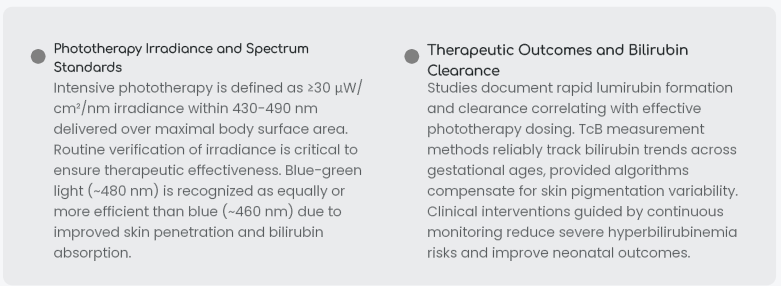 Phototherapy Irradiance and Spectrum
Standards
Intensive phototherapy is defined as ≥30 µW/
cm²/nm irradiance within 430-490 nm
delivered over maximal body surface area.
Routine verification of irradiance is critical to
ensure therapeutic effectiveness. Blue-green
light (~480 nm) is recognized as equally or
more efficient than blue (~460 nm) due to
improved skin penetration and bilirubin
absorption.
Therapeutic Outcomes and Bilirubin
Clearance
Studies document rapid lumirubin formation
and clearance correlating with effective
phototherapy dosing. TcB measurement
methods reliably track bilirubin trends across
gestational ages, provided algorithms
compensate for skin pigmentation variability.
Clinical interventions guided by continuous
monitoring reduce severe hyperbilirubinemia
risks and improve neonatal outcomes.